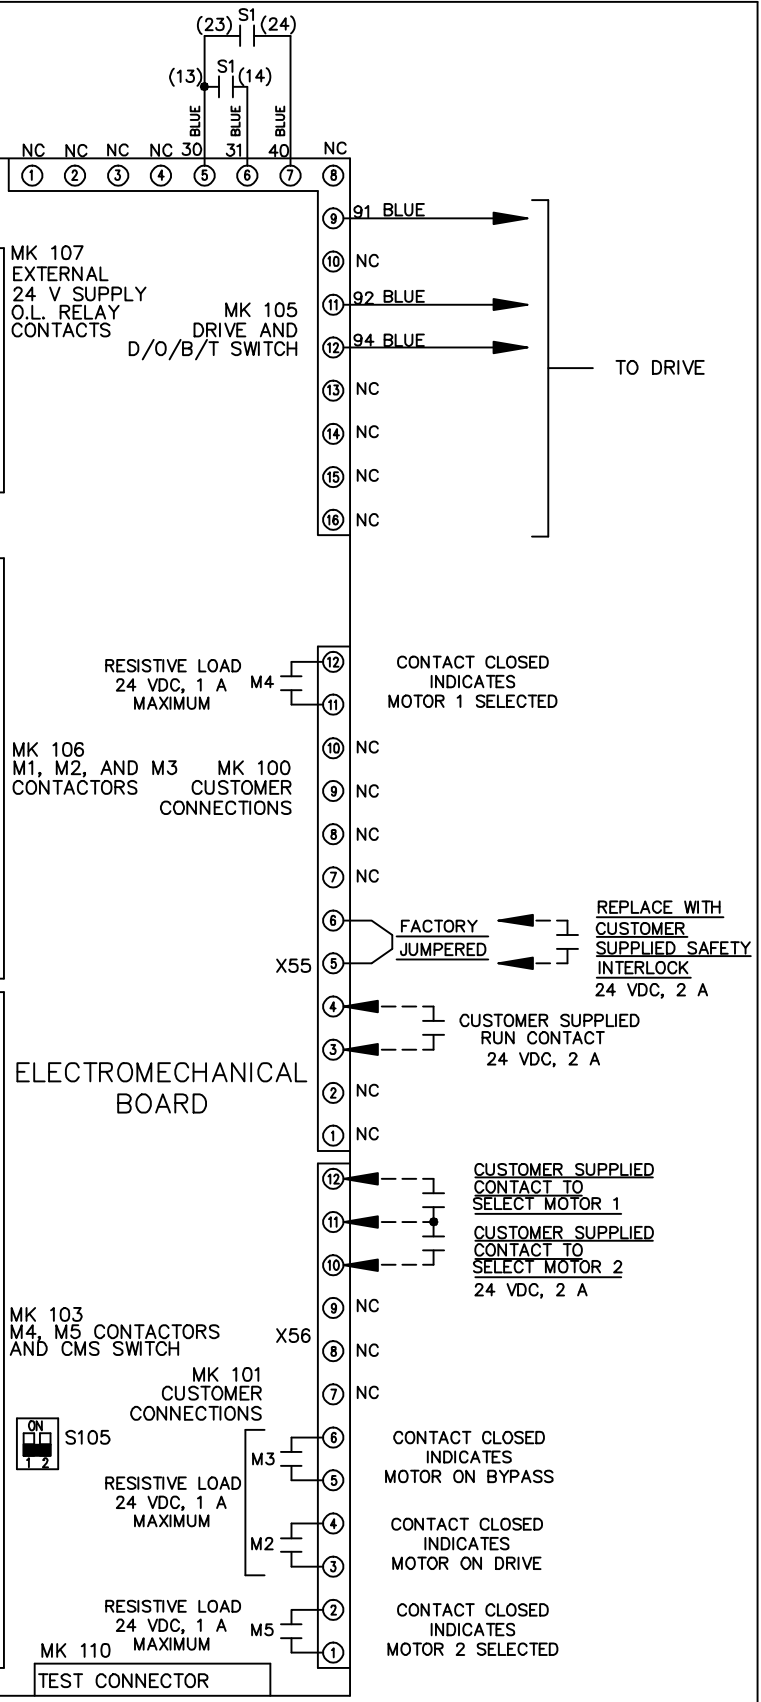 S1
(23) (24)
S1
(13) (14)
BLUE BLUE BLUE
NC NC NC NC 30 31 40 NC
1 2 3 4 5 6 7 8
9 91 BLUE
MK 107
EXTERNAL
24 V SUPPLY
O.L. RELAY
CONTACTS
10 NC
MK 105
DRIVE AND
D/O/B/T SWITCH
11 92 BLUE
12 94 BLUE
TO DRIVE
13 NC
14 NC
15 NC
16 NC
RESISTIVE LOAD
24 VDC, 1 A
MAXIMUM
M4
12
11
CONTACT CLOSED
INDICATES
MOTOR 1 SELECTED
MK 106
M1, M2, AND M3
CONTACTORS
MK 100
CUSTOMER
CONNECTIONS
10 NC
9 NC
8 NC
7 NC
6
5
X55
FACTORY
JUMPERED
REPLACE WITH
CUSTOMER
SUPPLIED SAFETY
INTERLOCK
24 VDC, 2 A
4
3
CUSTOMER SUPPLIED
RUN CONTACT
24 VDC, 2 A
ELECTROMECHANICAL
BOARD
2 NC
1 NC
12
11
10
CUSTOMER SUPPLIED
CONTACT TO
SELECT MOTOR 1
CUSTOMER SUPPLIED
CONTACT TO
SELECT MOTOR 2
24 VDC, 2 A
MK 103
M4, M5 CONTACTORS
AND CMS SWITCH
X56
9 NC
8 NC
7 NC
MK 101
CUSTOMER
CONNECTIONS
ON
1 2
S105
M3
6
5
CONTACT CLOSED
INDICATES
MOTOR ON BYPASS
RESISTIVE LOAD
24 VDC, 1 A
MAXIMUM
M2
4
3
CONTACT CLOSED
INDICATES
MOTOR ON DRIVE
RESISTIVE LOAD
24 VDC, 1 A
MAXIMUM
M5
2
1
CONTACT CLOSED
INDICATES
MOTOR 2 SELECTED
MK 110
TEST CONNECTOR